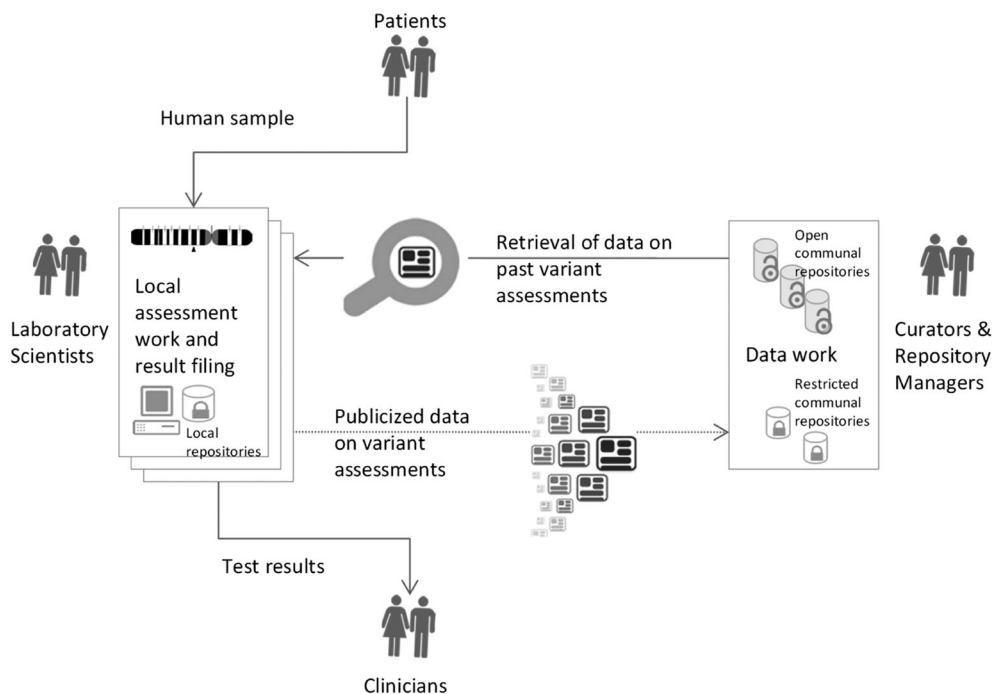 Patients
Human sample
Laboratory
Scientists
Local
assessment
work and
result filing
Local
repositories
Retrieval of data on
past variant
assessments
Publicized data
on variant
assessments
Open
communal
repositories
Data work
Restricted
communal
repositories
Curators &
Repository
Managers
Test results
Clinicians